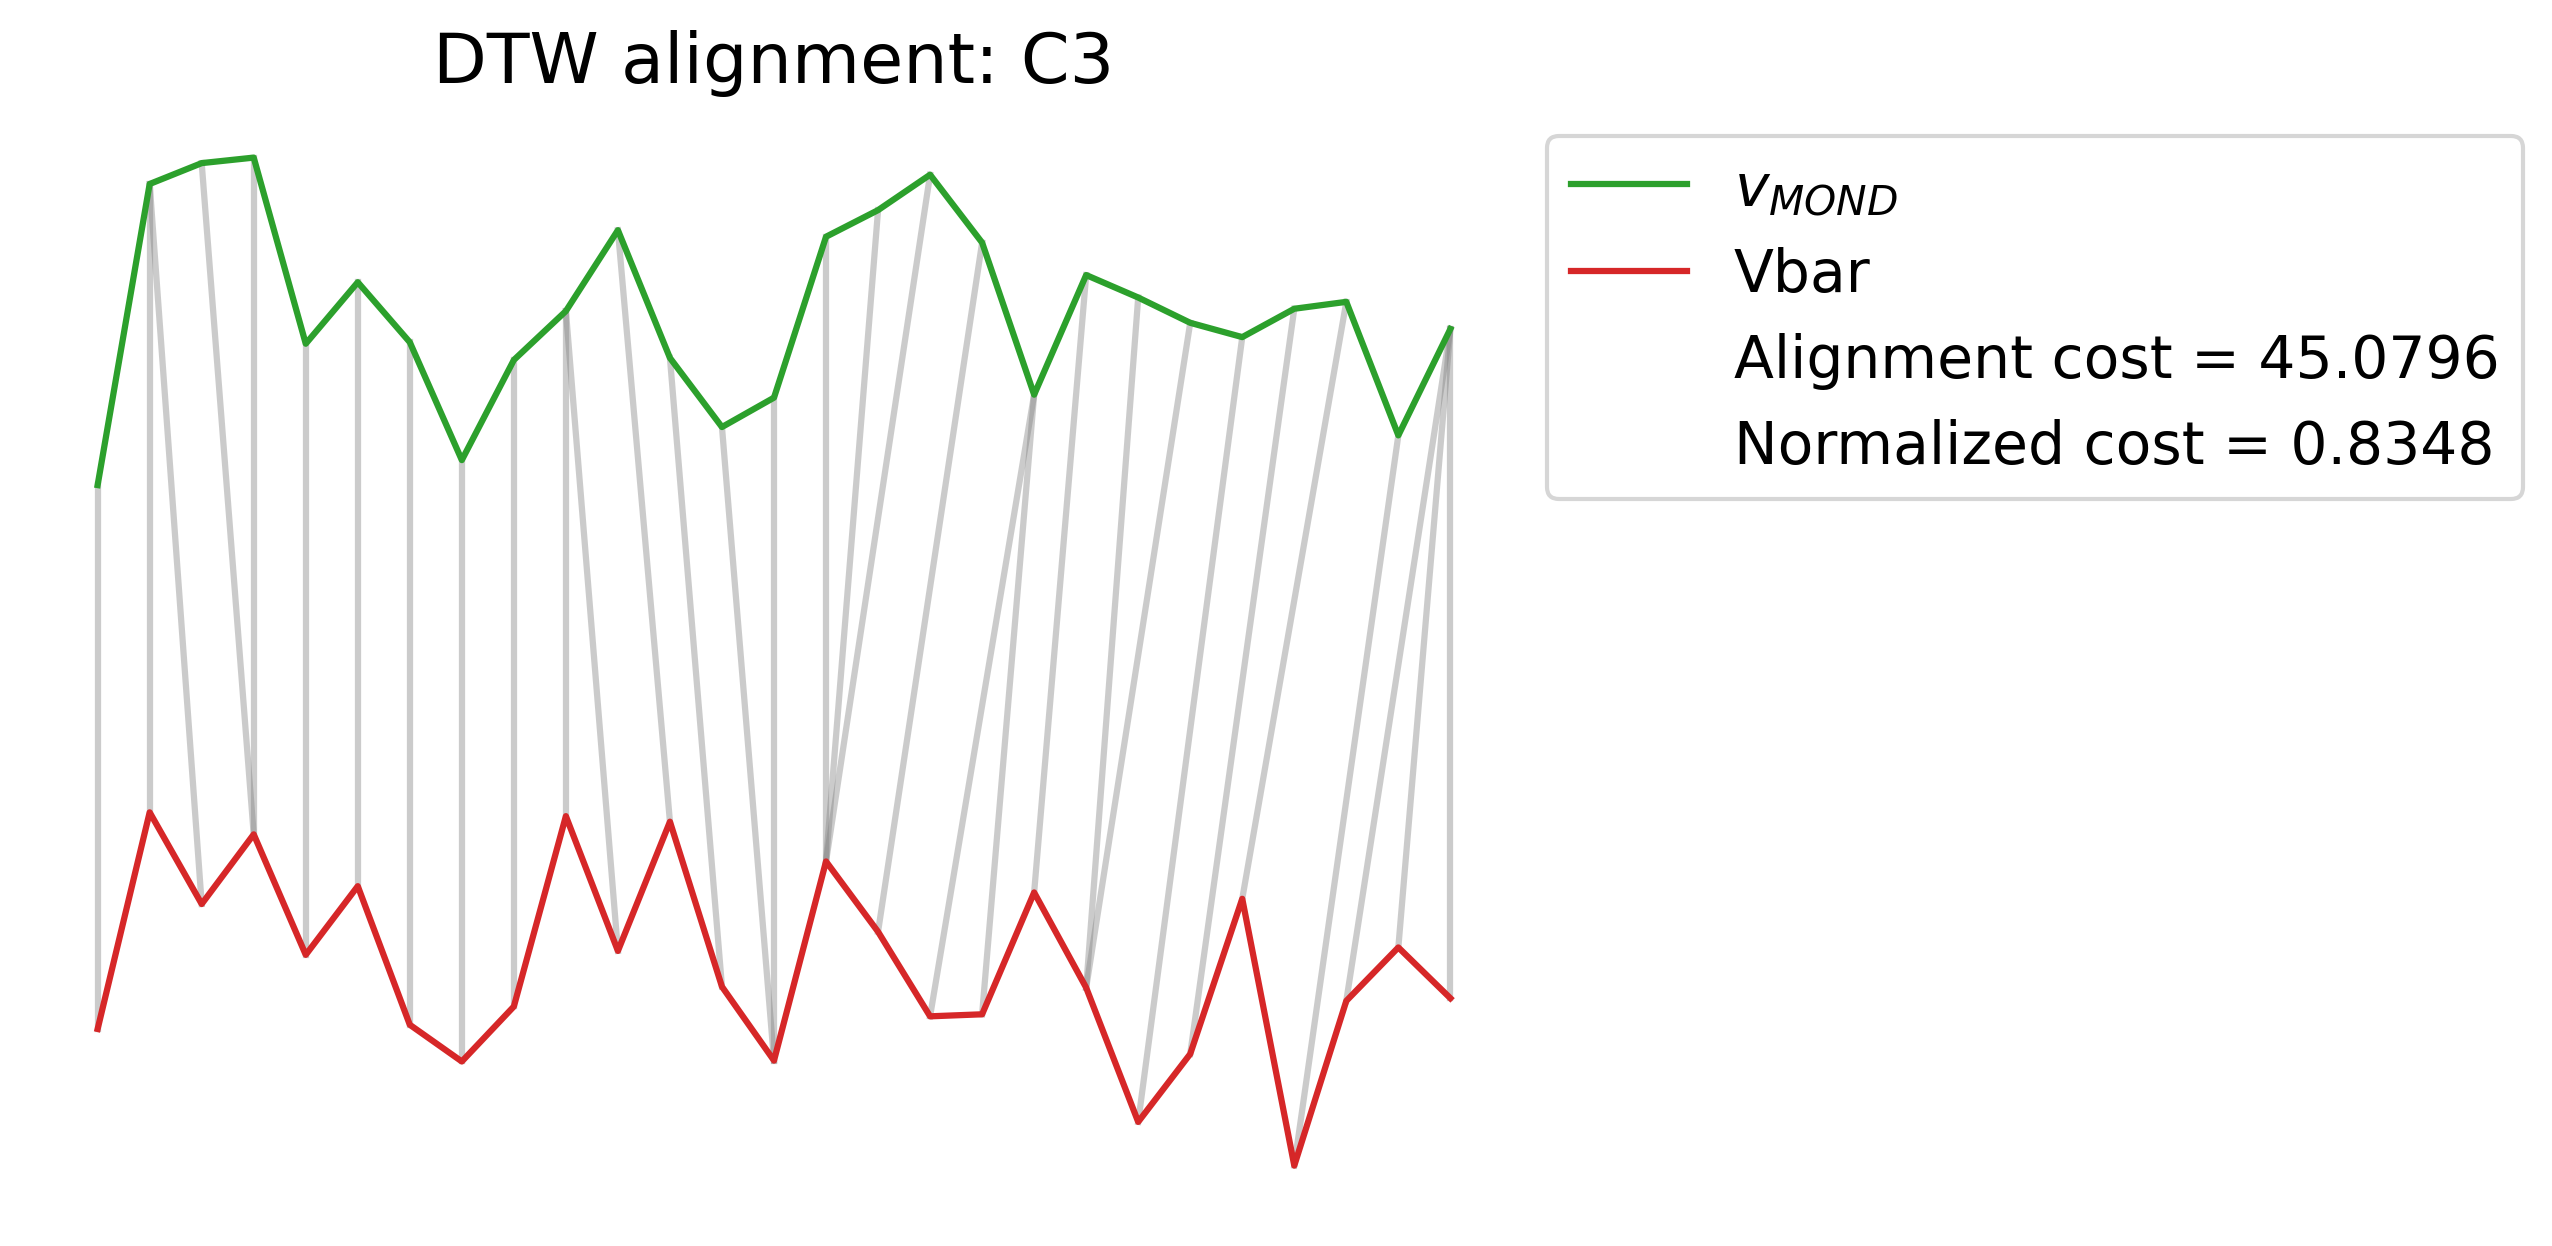 DTW alignment: C3
v_MOND
Vbar
Alignment cost = 45.0796
Normalized cost = 0.8348